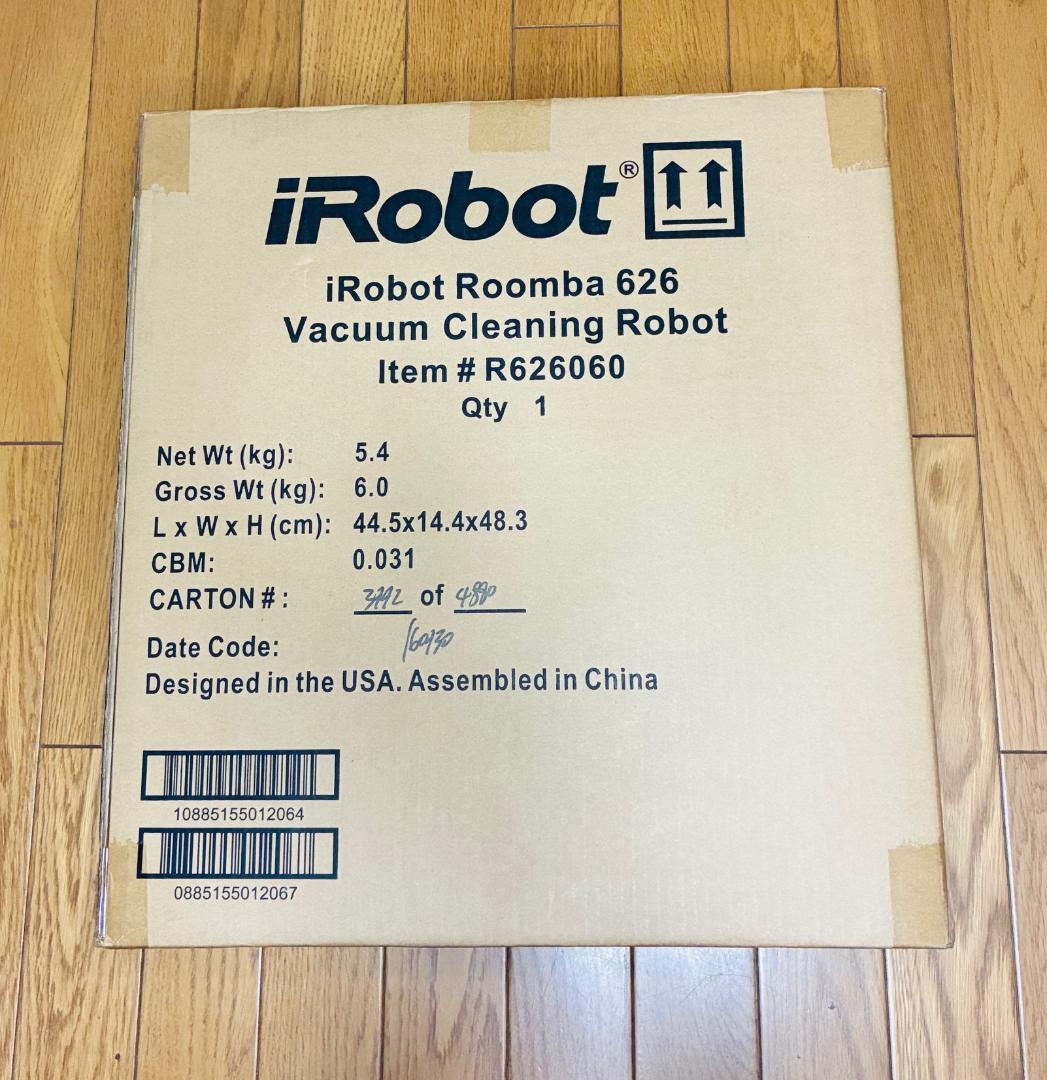 iRobot®
iRobot Roomba 626
Vacuum Cleaning Robot
Item # R626060
Qty 1
Net Wt (kg): 5.4
Gross Wt (kg): 6.0
L x W x H (cm): 44.5x14.4x48.3
CBM: 0.031
CARTON # : of
Date Code:
Designed in the USA. Assembled in China
10885155012064
0885155012067